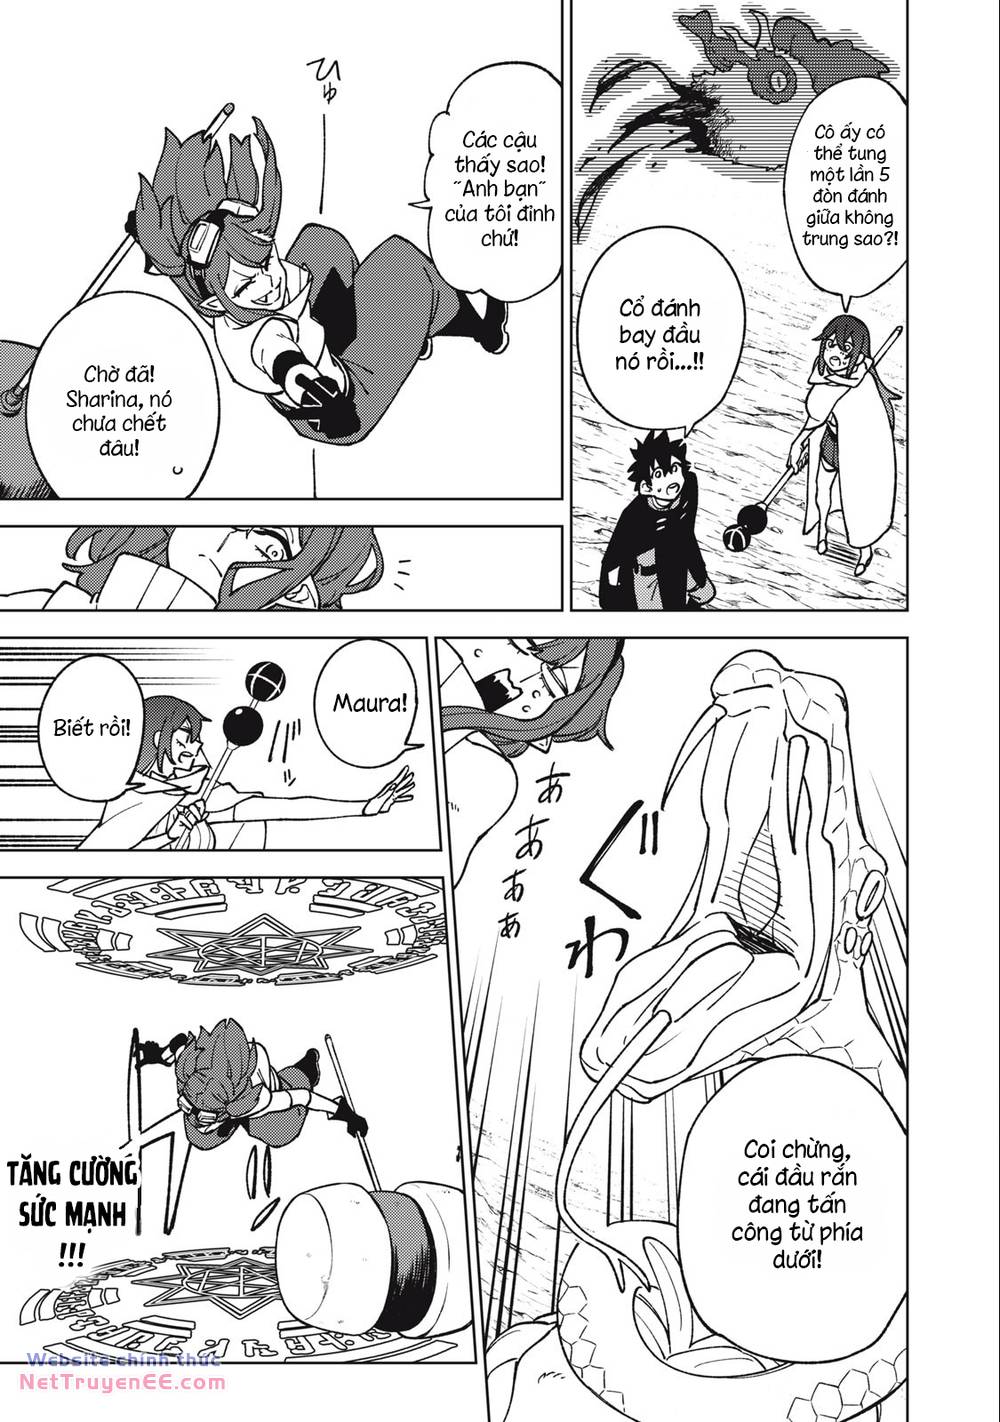 Cô ấy có
thể tung
một lần 5
đòn đánh
giữa không
trung sao?!
Cổ đánh
bay đầu
nó rồi...!!
ひゅ
Các cậu
thấy sao!
"Anh bạn"
của tôi đỉnh
chứ!
Chờ đã!
Sharina, nó
chưa chết
đâu!
あぁぁぁ
ぐわ
Coi chừng,
cái đầu rắn
đang tấn
công từ phía
dưới!
Maura!
Biết rồi!
TĂNG CƯỜNG
SỨC MẠNH
!!!
Website chính thức
NetTruyenEE.com